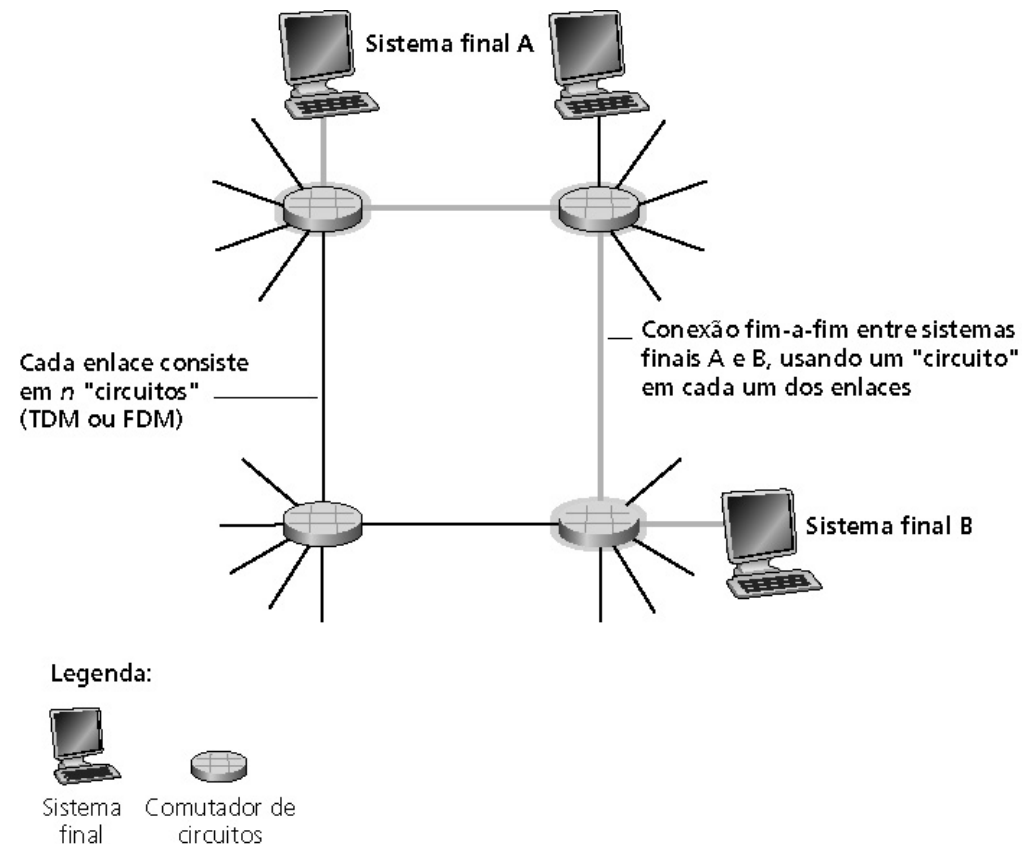 Sistema final A
Conexão fim-a-fim entre sistemas
finais A e B, usando um "circuito"
em cada um dos enlaces
Cada enlace consiste
em n "circuitos"
(TDM ou FDM)
Sistema final B
Legenda:
Sistema
final
Comutador de
circuitos